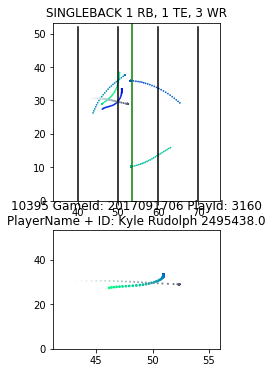 SINGLEBACK 1 RB, 1 TE, 3 WR
50
40
30
20
10
0
40 50 60 70
10395 GameId: 2017091706 PlayId: 3160
PlayerName + ID: Kyle Rudolph 2495438.0
40
20
0
45 50 55